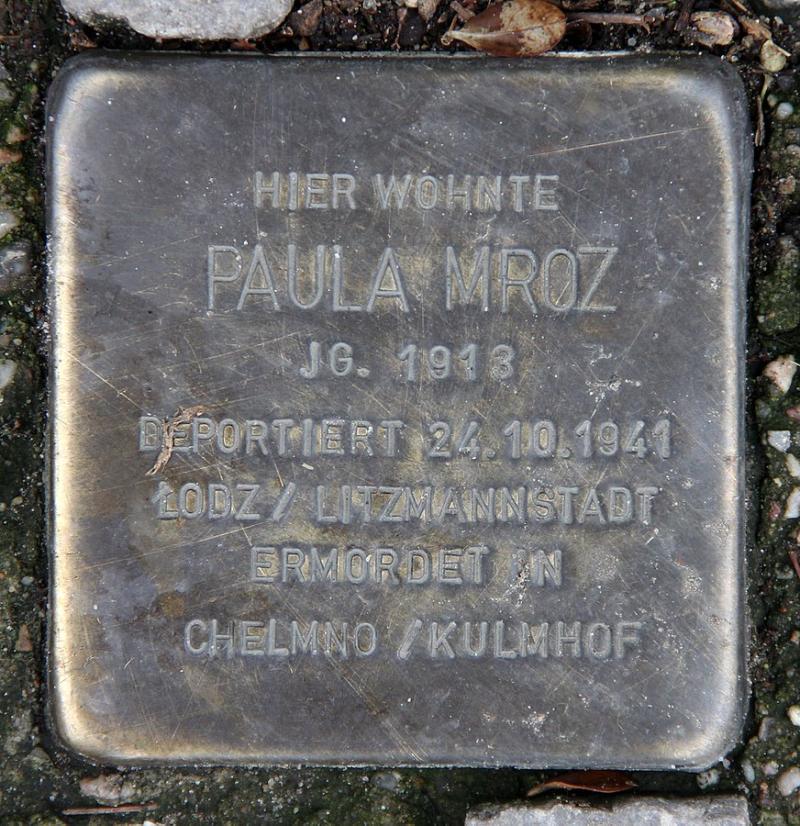 HIER WOHNTE
PAULA MROZ
JG. 1913
DEPORTIERT 24.10.1941
ŁODZ / LITZMANNSTADT
ERMORDET IN
CHELMNO / KULMHOF